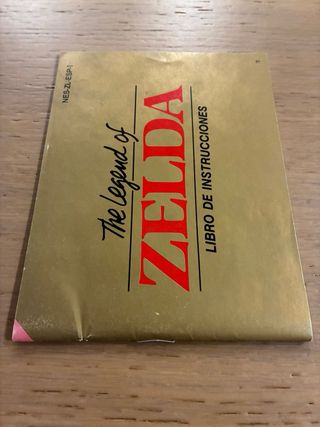 NES-ZL-ESP-1
The Legend of
ZELDA
LIBRO DE INSTRUCCIONES